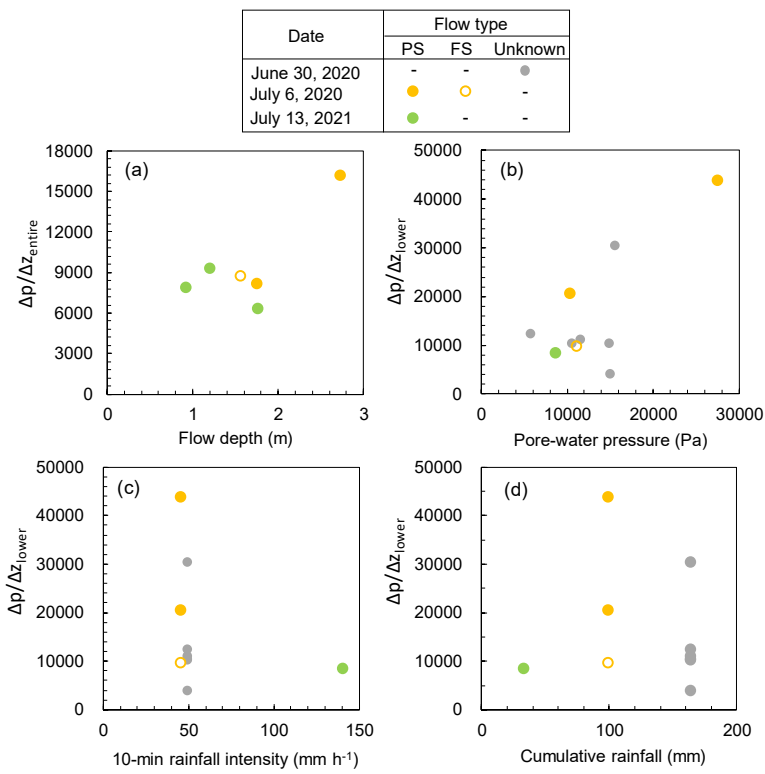 Date Flow type
PS FS Unknown
June 30, 2020 - -
July 6, 2020 -
July 13, 2021 - -
(a)
18000
15000
12000
9000
6000
3000
0
Δp/Δz_entire
0 1 2 3
Flow depth (m)
(b)
50000
40000
30000
20000
10000
0
Δp/Δz_lower
0 10000 20000 30000
Pore-water pressure (Pa)
(c)
50000
40000
30000
20000
10000
0
Δp/Δz_lower
0 50 100 150
10-min rainfall intensity (mm h⁻¹)
(d)
50000
40000
30000
20000
10000
0
Δp/Δz_lower
0 100 200
Cumulative rainfall (mm)